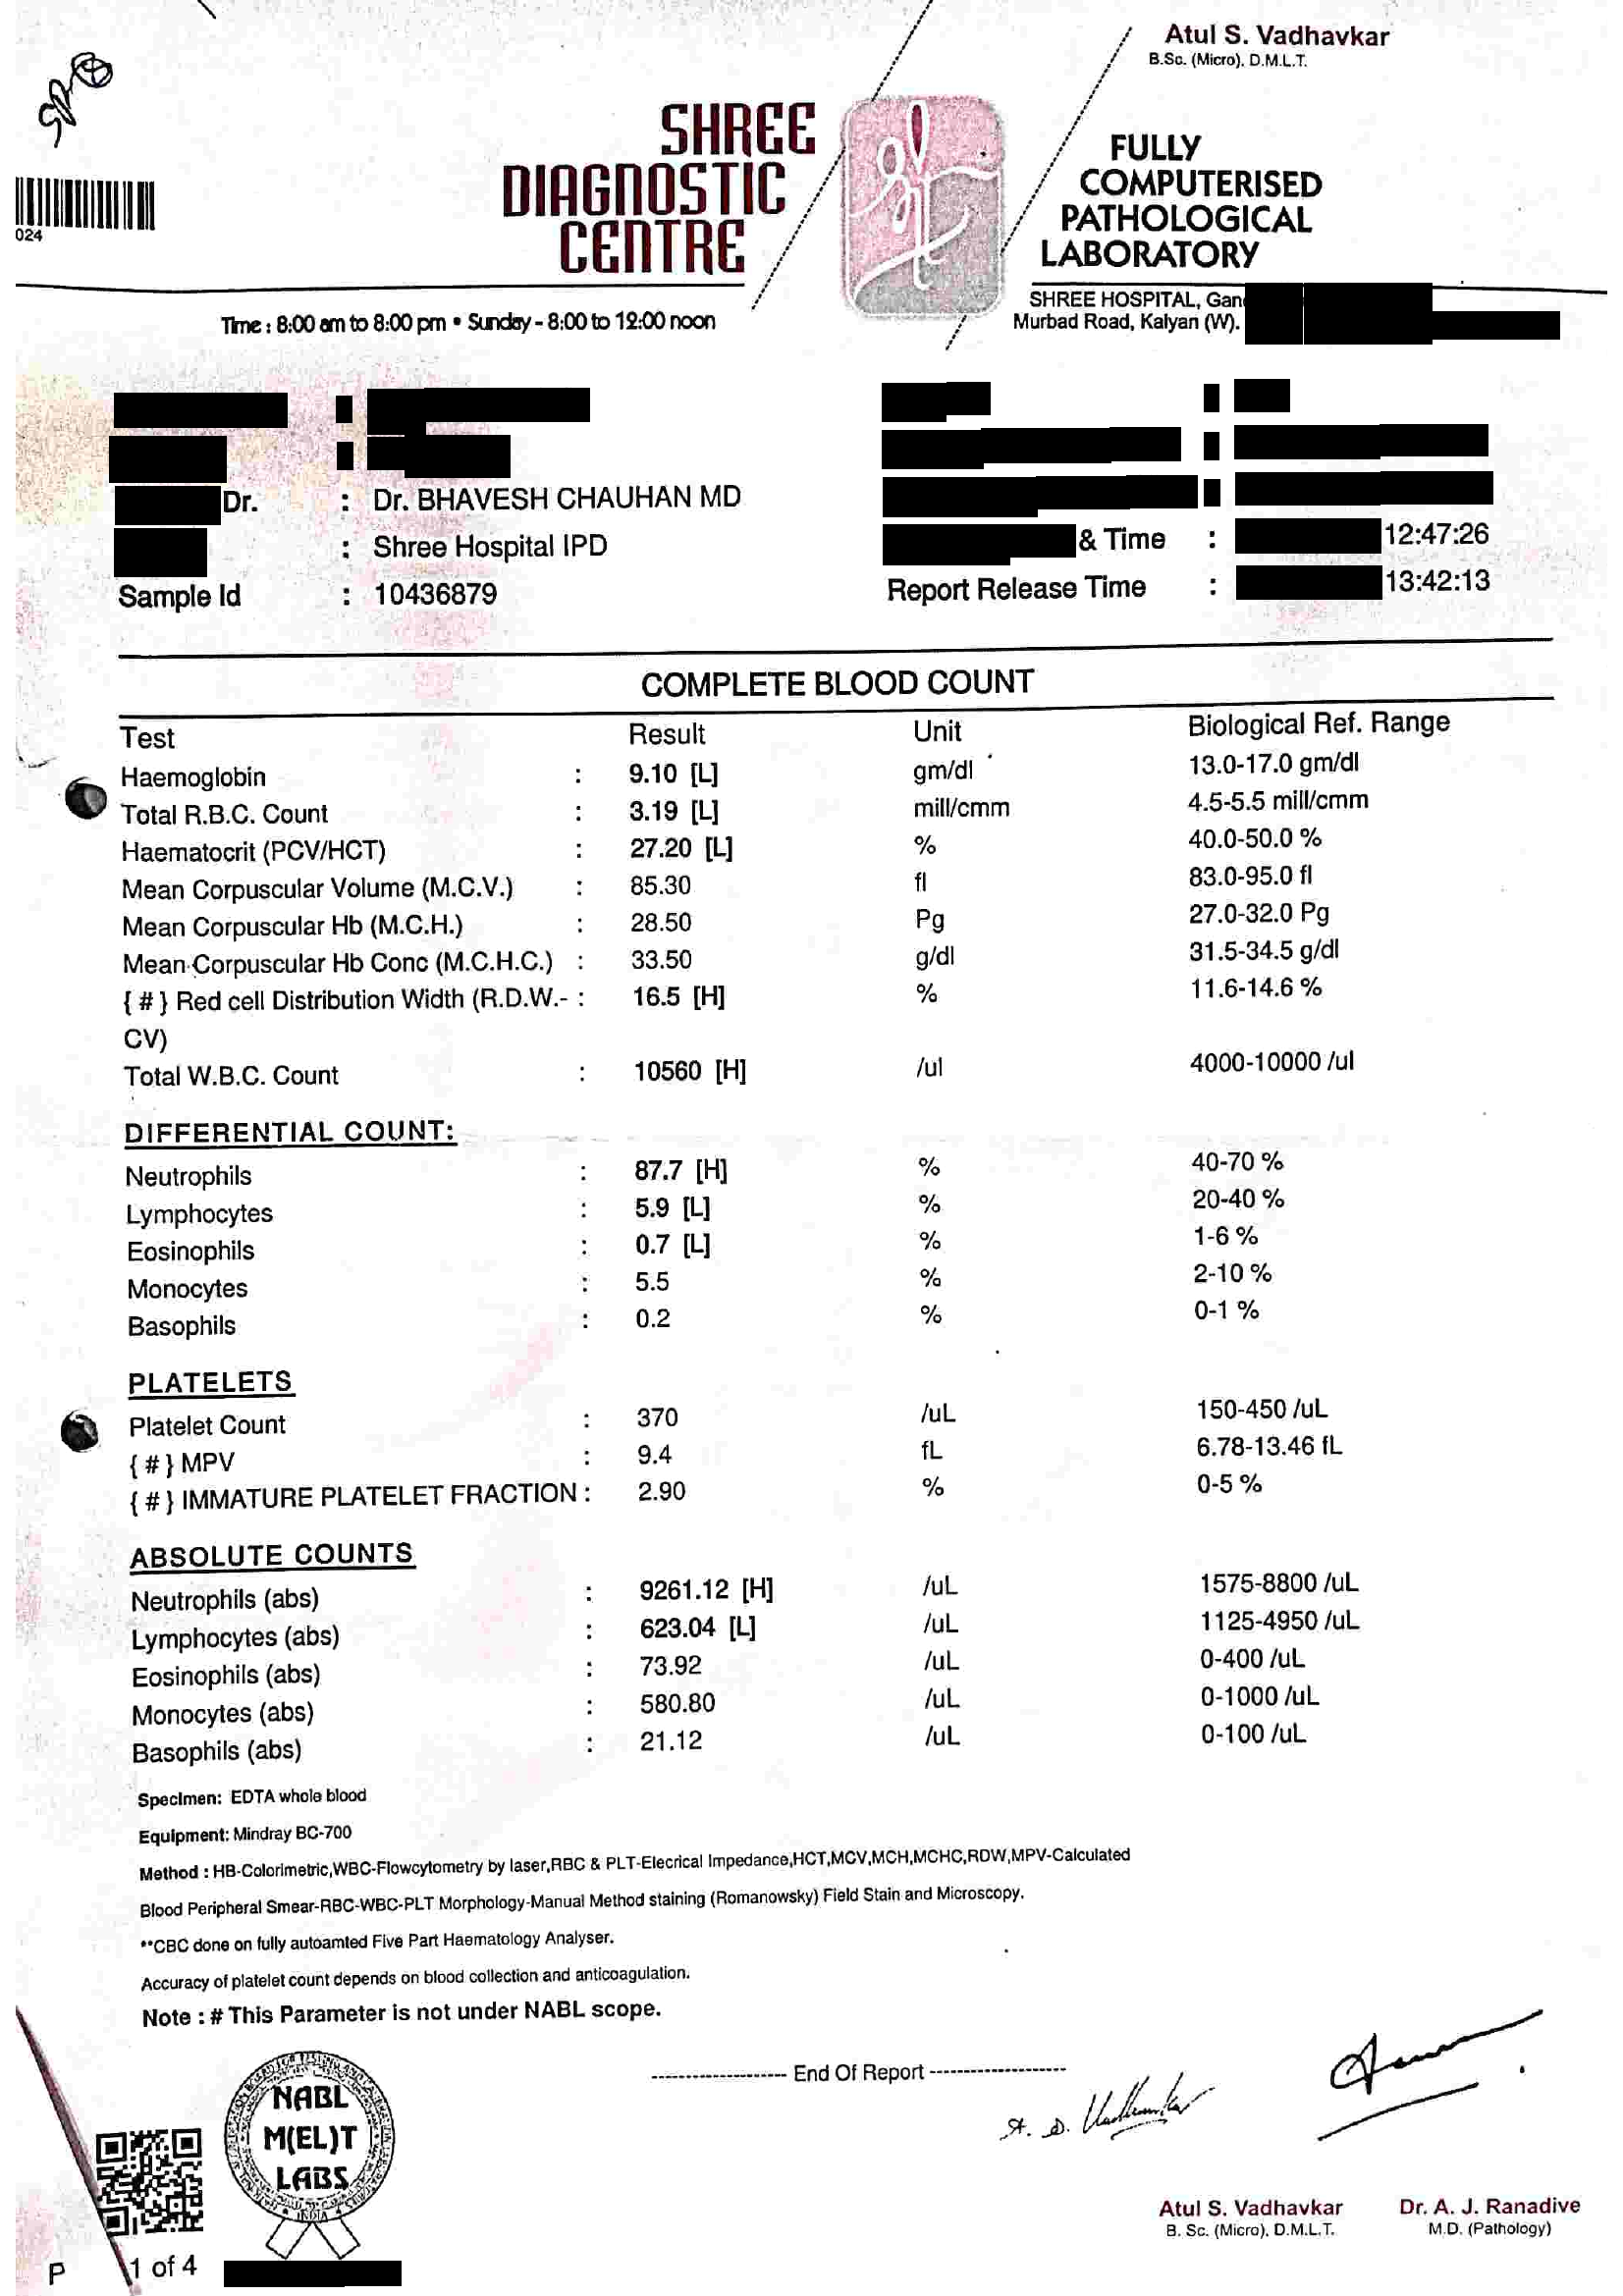 Atul S. Vadhavkar
B.Sc. (Micro), D.M.L.T.
024
SHREE
DIAGNOSTIC
CENTRE
Time : 8:00 am to 8:00 pm • Sunday - 8:00 to 12:00 noon
FULLY
COMPUTERISED
PATHOLOGICAL
LABORATORY
SHREE HOSPITAL, Gan
Murbad Road, Kalyan (W).
Dr. : Dr. BHAVESH CHAUHAN MD
: Shree Hospital IPD
Sample Id : 10436879
& Time : 12:47:26
Report Release Time : 13:42:13
COMPLETE BLOOD COUNT
Test Result Unit Biological Ref. Range
Haemoglobin : 9.10 [L] gm/dl 13.0-17.0 gm/dl
Total R.B.C. Count : 3.19 [L] mill/cmm 4.5-5.5 mill/cmm
Haematocrit (PCV/HCT) : 27.20 [L] % 40.0-50.0 %
Mean Corpuscular Volume (M.C.V.) : 85.30 fl 83.0-95.0 fl
Mean Corpuscular Hb (M.C.H.) : 28.50 Pg 27.0-32.0 Pg
Mean Corpuscular Hb Conc (M.C.H.C.) : 33.50 g/dl 31.5-34.5 g/dl
{ # } Red cell Distribution Width (R.D.W.- : 16.5 [H] % 11.6-14.6 %
CV)
Total W.B.C. Count : 10560 [H] /ul 4000-10000 /ul
DIFFERENTIAL COUNT:
Neutrophils : 87.7 [H] % 40-70 %
Lymphocytes : 5.9 [L] % 20-40 %
Eosinophils : 0.7 [L] % 1-6 %
Monocytes : 5.5 % 2-10 %
Basophils : 0.2 % 0-1 %
PLATELETS
Platelet Count : 370 /uL 150-450 /uL
{ # } MPV : 9.4 fL 6.78-13.46 fL
{ # } IMMATURE PLATELET FRACTION : 2.90 % 0-5 %
ABSOLUTE COUNTS
Neutrophils (abs) : 9261.12 [H] /uL 1575-8800 /uL
Lymphocytes (abs) : 623.04 [L] /uL 1125-4950 /uL
Eosinophils (abs) : 73.92 /uL 0-400 /uL
Monocytes (abs) : 580.80 /uL 0-1000 /uL
Basophils (abs) : 21.12 /uL 0-100 /uL
Specimen: EDTA whole blood
Equipment: Mindray BC-700
Method : HB-Colorimetric,WBC-Flowcytometry by laser,RBC & PLT-Elecrical Impedance,HCT,MCV,MCH,MCHC,RDW,MPV-Calculated
Blood Peripheral Smear-RBC-WBC-PLT Morphology-Manual Method staining (Romanowsky) Field Stain and Microscopy.
**CBC done on fully autoamted Five Part Haematology Analyser.
Accuracy of platelet count depends on blood collection and anticoagulation.
Note : # This Parameter is not under NABL scope.
End Of Report
NABL
M(EL)T
LABS
INDIA
Atul S. Vadhavkar
B. Sc. (Micro), D.M.L.T.
Dr. A. J. Ranadive
M.D. (Pathology)
P 1 of 4